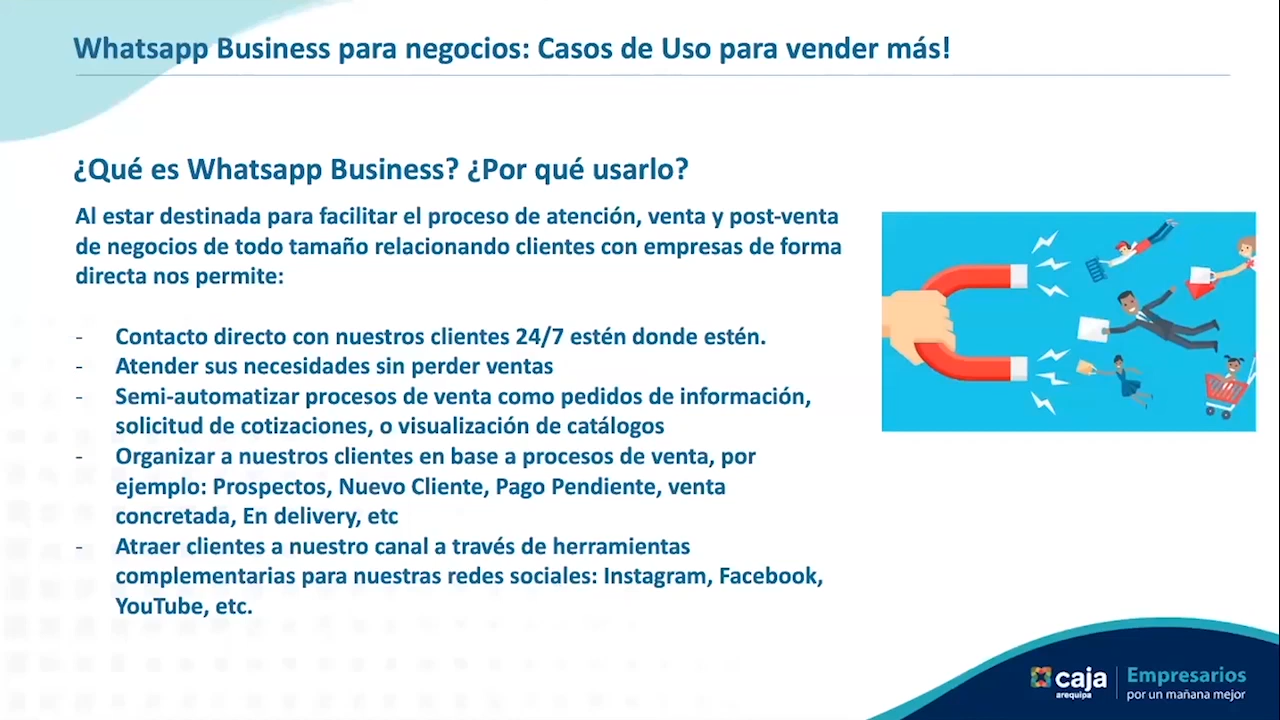 Whatsapp Business para negocios: Casos de Uso para vender más!
¿Qué es Whatsapp Business? ¿Por qué usarlo?
Al estar destinada para facilitar el proceso de atención, venta y post-venta
de negocios de todo tamaño relacionando clientes con empresas de forma
directa nos permite:
- Contacto directo con nuestros clientes 24/7 estén donde estén.
- Atender sus necesidades sin perder ventas
- Semi-automatizar procesos de venta como pedidos de información,
solicitud de cotizaciones, o visualización de catálogos
- Organizar a nuestros clientes en base a procesos de venta, por
ejemplo: Prospectos, Nuevo Cliente, Pago Pendiente, venta
concretada, En delivery, etc
- Atraer clientes a nuestro canal a través de herramientas
complementarias para nuestras redes sociales: Instagram, Facebook,
YouTube, etc.
caja
arequipa
Empresarios
por un mañana mejor